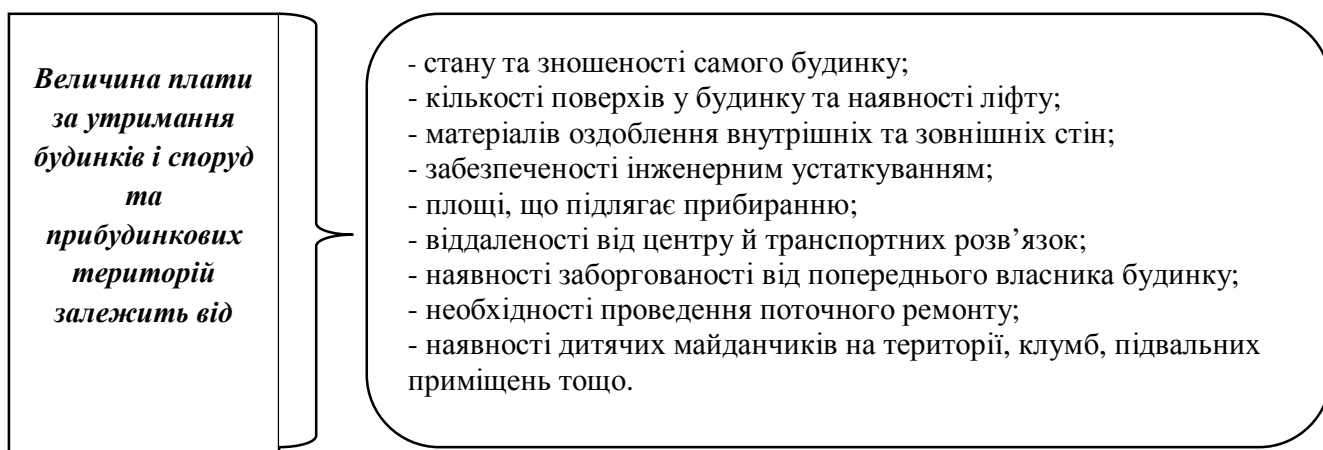 Величина плати
за утримання
будинків і споруд
та
прибудинкових
територій
залежить від
- стану та зношеності самого будинку;
- кількості поверхів у будинку та наявності ліфту;
- матеріалів оздоблення внутрішніх та зовнішніх стін;
- забезпеченості інженерним устаткуванням;
- площі, що підлягає прибиранню;
- віддаленості від центру й транспортних розв’язок;
- наявності заборгованості від попереднього власника будинку;
- необхідності проведення поточного ремонту;
- наявності дитячих майданчиків на території, клумб, підвальних
приміщень тощо.